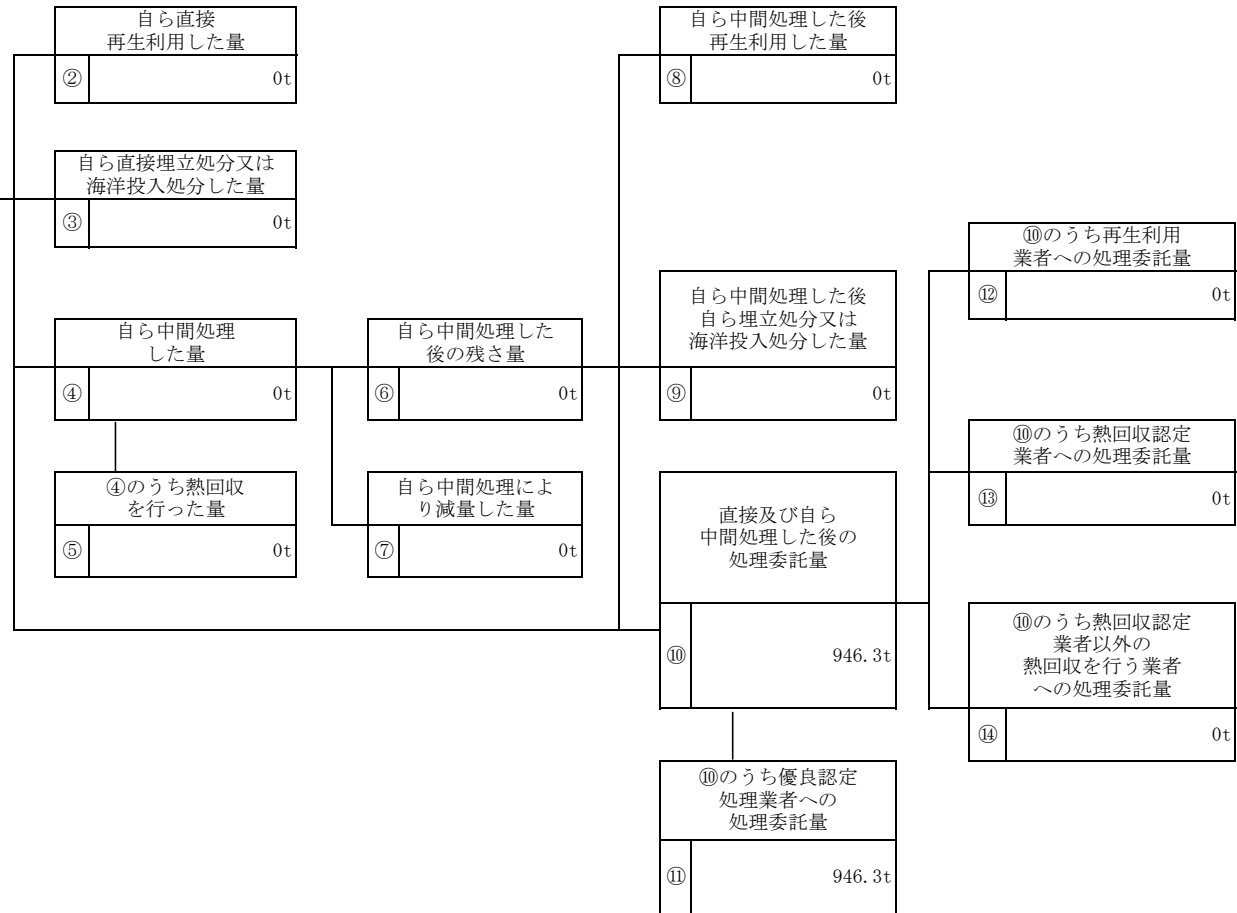 自ら直接
再生利用した量
② 0t
自ら中間処理した後
再生利用した量
⑧ 0t
自ら直接埋立処分又は
海洋投入処分した量
③ 0t
⑩のうち再生利用
業者への処理委託量
⑫ 0t
自ら中間処理
した量
④ 0t
自ら中間処理した
後の残さ量
⑥ 0t
自ら中間処理した後
自ら埋立処分又は
海洋投入処分した量
⑨ 0t
⑩のうち熱回収認定
業者への処理委託量
⑬ 0t
④のうち熱回収
を行った量
⑤ 0t
自ら中間処理によ
り減量した量
⑦ 0t
直接及び自ら
中間処理した後の
処理委託量
⑩ 946.3t
⑩のうち熱回収認定
業者以外の
熱回収を行う業者
への処理委託量
⑭ 0t
⑩のうち優良認定
処理業者への
処理委託量
⑪ 946.3t